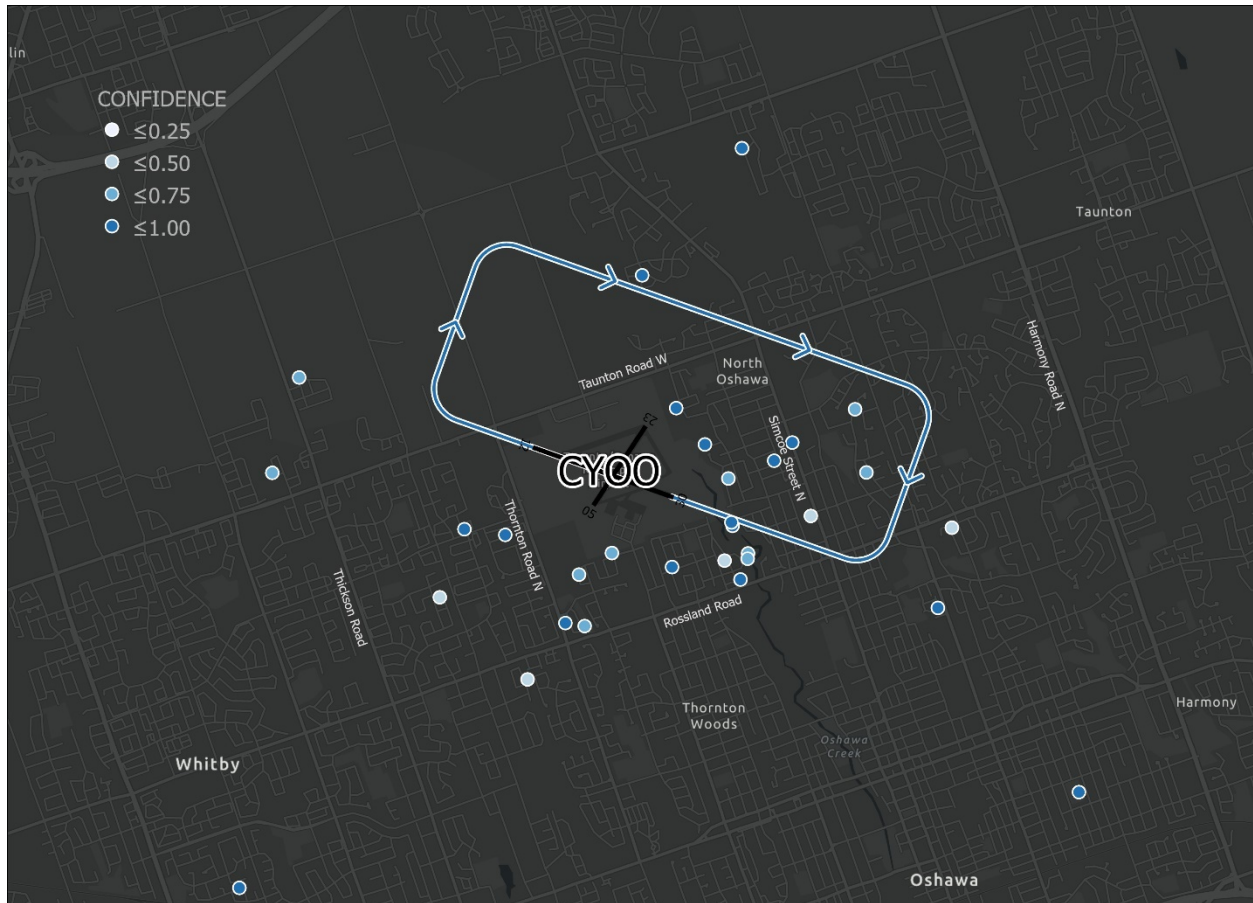 lin
CONFIDENCE
≤0.25
≤0.50
≤0.75
≤1.00
Taunton
Harmony Road N
Taunton Road W
North
Oshawa
Simcoe Street N
23
CYOO
05
Thornton Road N
Thickson Road
Rossland Road
Thornton
Woods
Harmony
Oshawa
Creek
Whitby
Oshawa